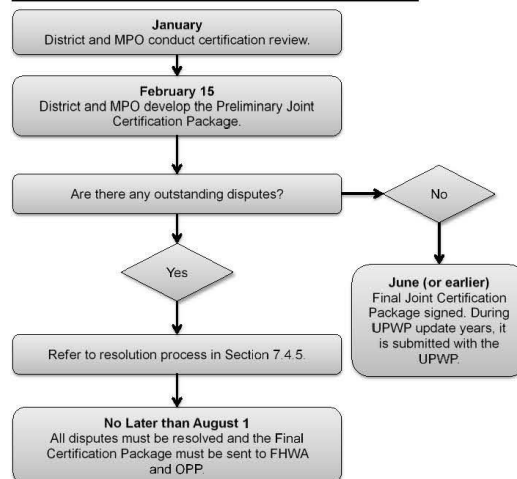 January
District and MPO conduct certification review.
February 15
District and MPO develop the Preliminary Joint
Certification Package.
Are there any outstanding disputes?
No
Yes
June (or earlier)
Final Joint Certification
Package signed. During
UPWP update years, it
is submitted with the
UPWP.
Refer to resolution process in Section 7.4.5.
No Later than August 1
All disputes must be resolved and the Final
Certification Package must be sent to FHWA
and OPP.